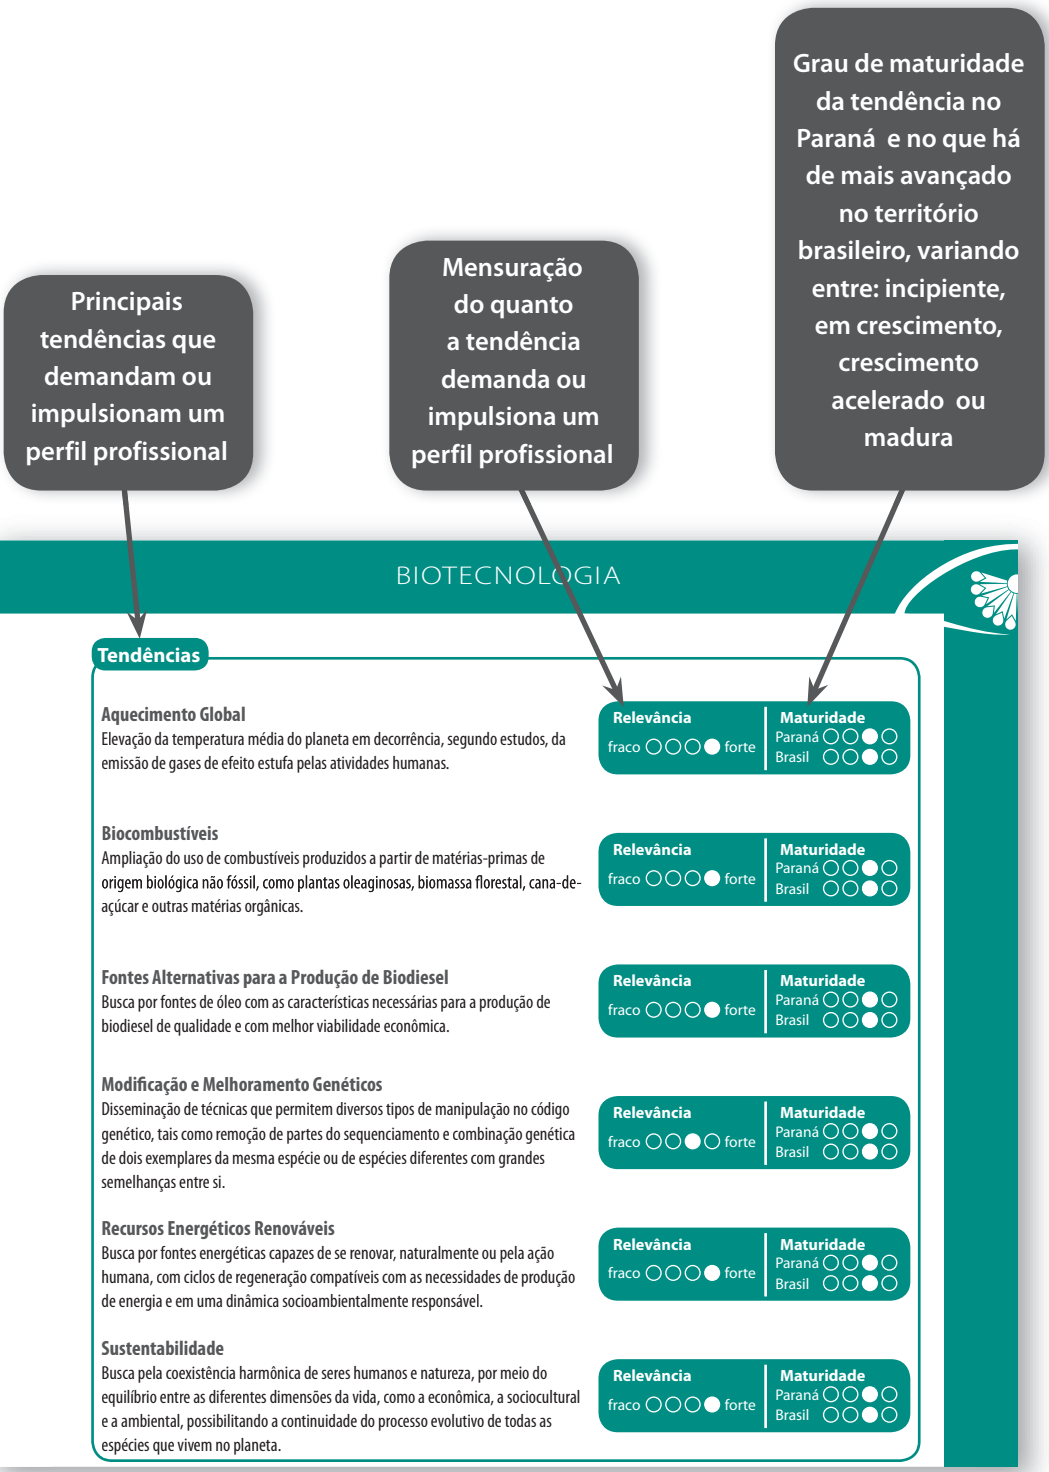 Grau de maturidade
da tendência no
Paraná e no que há
de mais avançado
no território
brasileiro, variando
entre: incipiente,
em crescimento,
crescimento
acelerado ou
madura
Mensuração
do quanto
a tendência
demanda ou
impulsiona um
perfil profissional
Principais
tendências que
demandam ou
impulsionam um
perfil profissional
BIOTECNOLOGIA
Tendências
Aquecimento Global
Elevação da temperatura média do planeta em decorrência, segundo estudos, da
emissão de gases de efeito estufa pelas atividades humanas.
Relevância
fraco forte
Maturidade
Paraná
Brasil
Biocombustíveis
Ampliação do uso de combustíveis produzidos a partir de matérias-primas de
origem biológica não fóssil, como plantas oleaginosas, biomassa florestal, cana-de-
açúcar e outras matérias orgânicas.
Relevância
fraco forte
Maturidade
Paraná
Brasil
Fontes Alternativas para a Produção de Biodiesel
Busca por fontes de óleo com as características necessárias para a produção de
biodiesel de qualidade e com melhor viabilidade econômica.
Relevância
fraco forte
Maturidade
Paraná
Brasil
Modificação e Melhoramento Genéticos
Disseminação de técnicas que permitem diversos tipos de manipulação no código
genético, tais como remoção de partes do sequenciamento e combinação genética
de dois exemplares da mesma espécie ou de espécies diferentes com grandes
semelhanças entre si.
Relevância
fraco forte
Maturidade
Paraná
Brasil
Recursos Energéticos Renováveis
Busca por fontes energéticas capazes de se renovar, naturalmente ou pela ação
humana, com ciclos de regeneração compatíveis com as necessidades de produção
de energia e em uma dinâmica socioambientalmente responsável.
Relevância
fraco forte
Maturidade
Paraná
Brasil
Sustentabilidade
Busca pela coexistência harmônica de seres humanos e natureza, por meio do
equilíbrio entre as diferentes dimensões da vida, como a econômica, a sociocultural
e a ambiental, possibilitando a continuidade do processo evolutivo de todas as
espécies que vivem no planeta.
Relevância
fraco forte
Maturidade
Paraná
Brasil